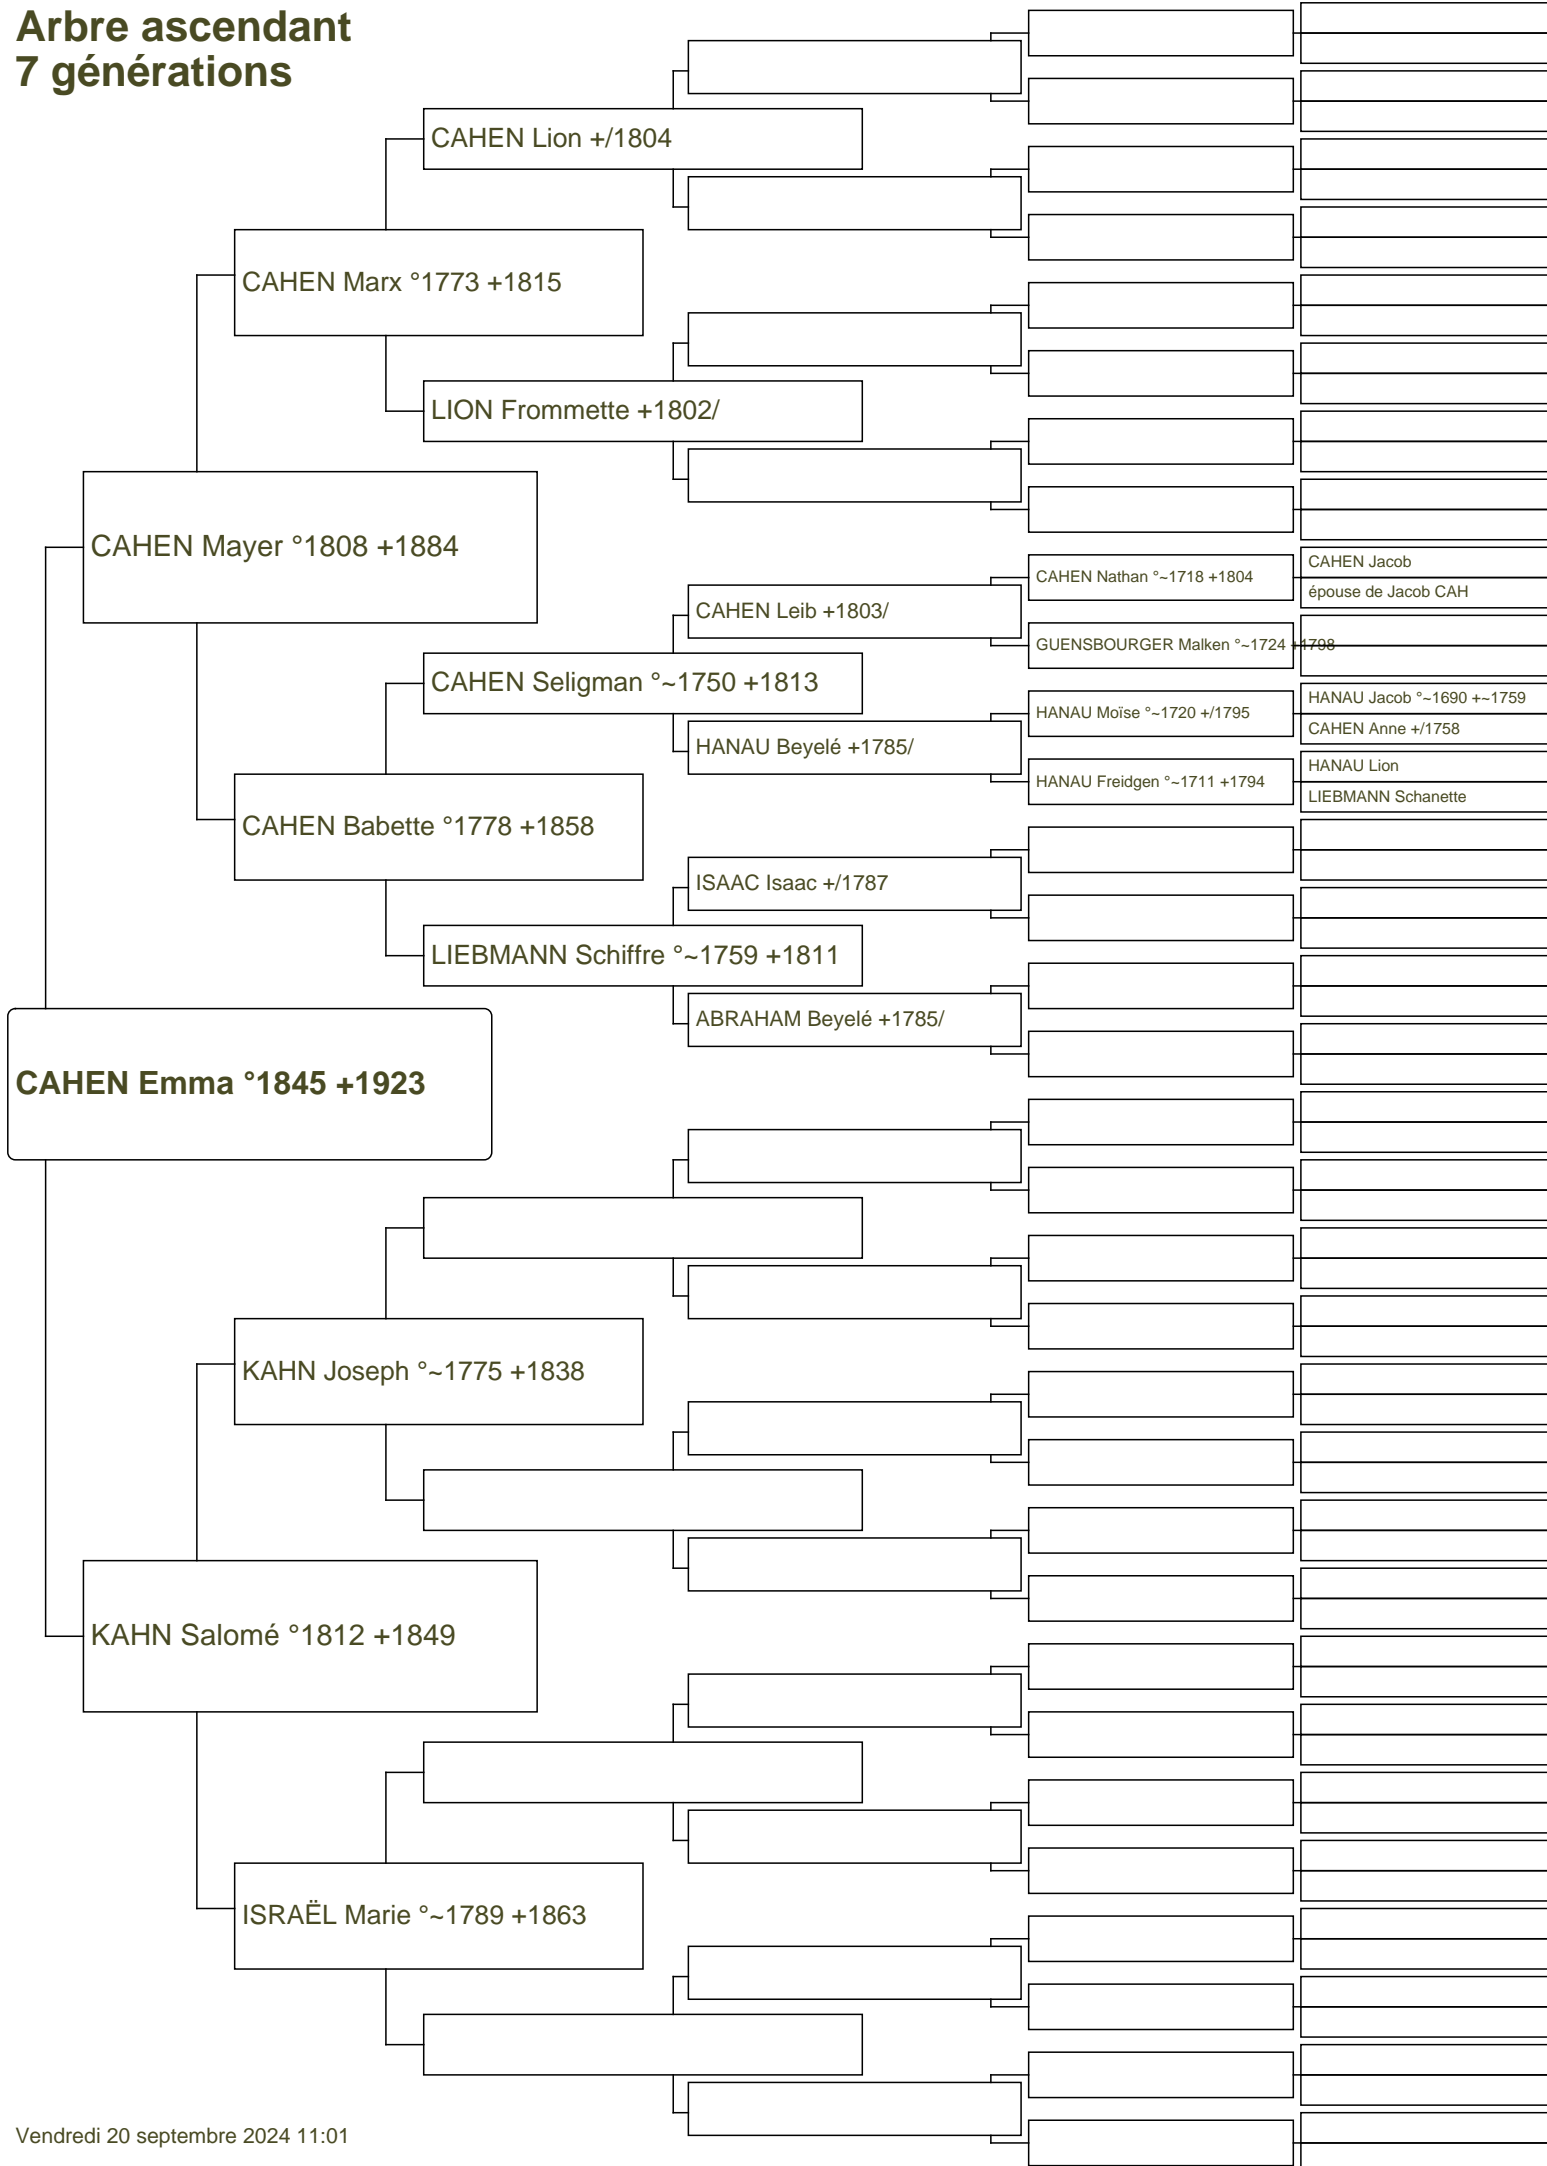 Arbre ascendant
7 générations
CAHEN Lion +/1804
CAHEN Marx °1773 +1815
LION Frommette +1802/
CAHEN Mayer °1808 +1884
CAHEN Jacob
CAHEN Nathan °~1718 +1804
épouse de Jacob CAH
CAHEN Leib +1803/
GUENSBOURGER Malken °~1724 +1798
CAHEN Seligman °~1750 +1813
HANAU Jacob °~1690 +~1759
HANAU Moïse °~1720 +/1795
CAHEN Anne +/1758
HANAU Beyelé +1785/
HANAU Lion
HANAU Freidgen °~1711 +1794
LIEBMANN Schanette
CAHEN Babette °1778 +1858
ISAAC Isaac +/1787
LIEBMANN Schiffre °~1759 +1811
ABRAHAM Beyelé +1785/
CAHEN Emma °1845 +1923
KAHN Joseph °~1775 +1838
KAHN Salomé °1812 +1849
ISRAËL Marie °~1789 +1863
Vendredi 20 septembre 2024 11:01